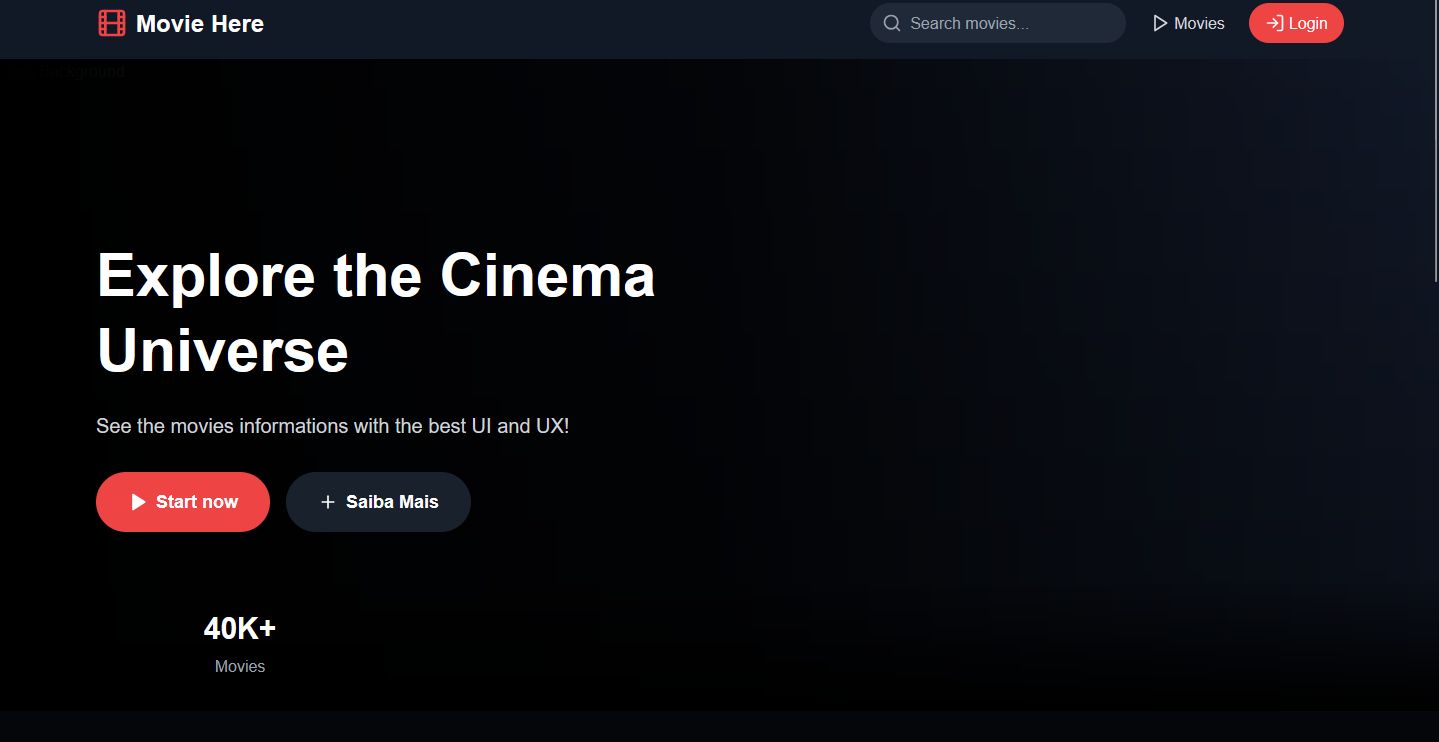 Movie Here
Search movies...
Movies
Login
background
Explore the Cinema
Universe
See the movies informations with the best UI and UX!
Start now
Saiba Mais
40K+
Movies